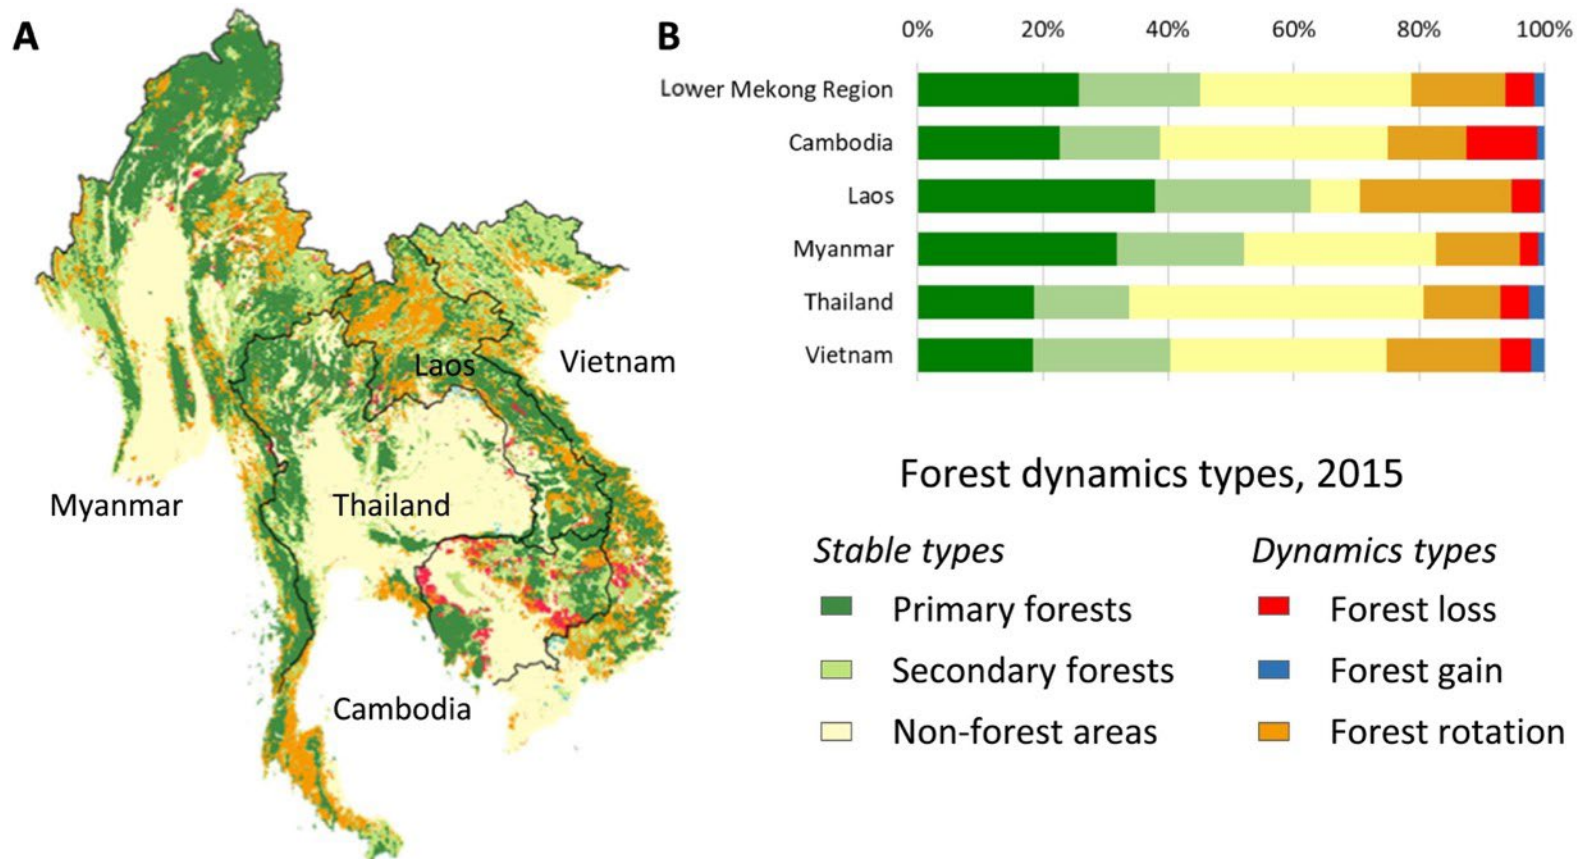 A
Laos
Vietnam
Myanmar
Thailand
Cambodia
B
0% 20% 40% 60% 80% 100%
Lower Mekong Region
Cambodia
Laos
Myanmar
Thailand
Vietnam
Forest dynamics types, 2015
Stable types
Primary forests
Secondary forests
Non-forest areas
Dynamics types
Forest loss
Forest gain
Forest rotation